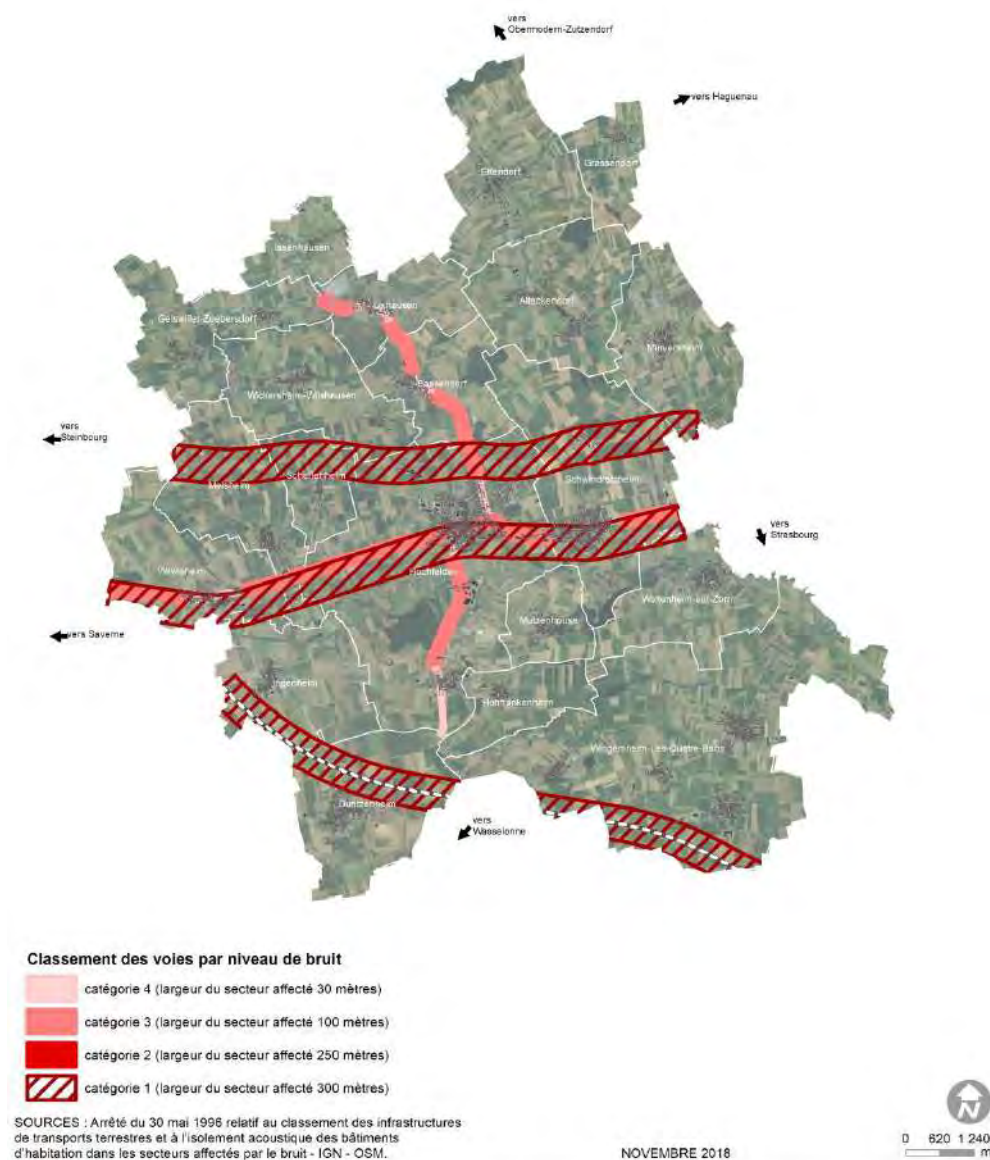 vers
Obermodern-Zutzendorf
vers Haguenau
Grassendorf
Ettendorf
Issenhausen
Alteckendorf
Geiswiller-Zoebersdorf
Minversheim
Bossendorf
Wickersheim-Wilshausen
vers
Steinbourg
Scherlenheim
Melsheim
Schwindratzheim
vers
Strasbourg
Hochfelden
Waltenheim-sur-Zorn
Mutzenhouse
vers Saverne
Ingenheim
Hohfrankenheim
Wingersheim-Les-Quatre-Bans
Duntzenheim
vers
Wasselonne
Classement des voies par niveau de bruit
catégorie 4 (largeur du secteur affecté 30 mètres)
catégorie 3 (largeur du secteur affecté 100 mètres)
catégorie 2 (largeur du secteur affecté 250 mètres)
catégorie 1 (largeur du secteur affecté 300 mètres)
SOURCES : Arrêté du 30 mai 1996 relatif au classement des infrastructures
de transports terrestres et à l'isolement acoustique des bâtiments
d'habitation dans les secteurs affectés par le bruit - IGN - OSM.
NOVEMBRE 2018
N
0 620 1 240
m